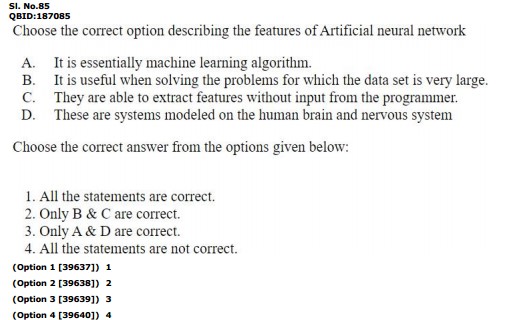 Sl. No.85
QBID:187085
Choose the correct option describing the features of Artificial neural network
A. It is essentially machine learning algorithm.
B. It is useful when solving the problems for which the data set is very large.
C. They are able to extract features without input from the programmer.
D. These are systems modeled on the human brain and nervous system
Choose the correct answer from the options given below:
1. All the statements are correct.
2. Only B & C are correct.
3. Only A & D are correct.
4. All the statements are not correct.
(Option 1 [39637]) 1
(Option 2 [39638]) 2
(Option 3 [39639]) 3
(Option 4 [39640]) 4